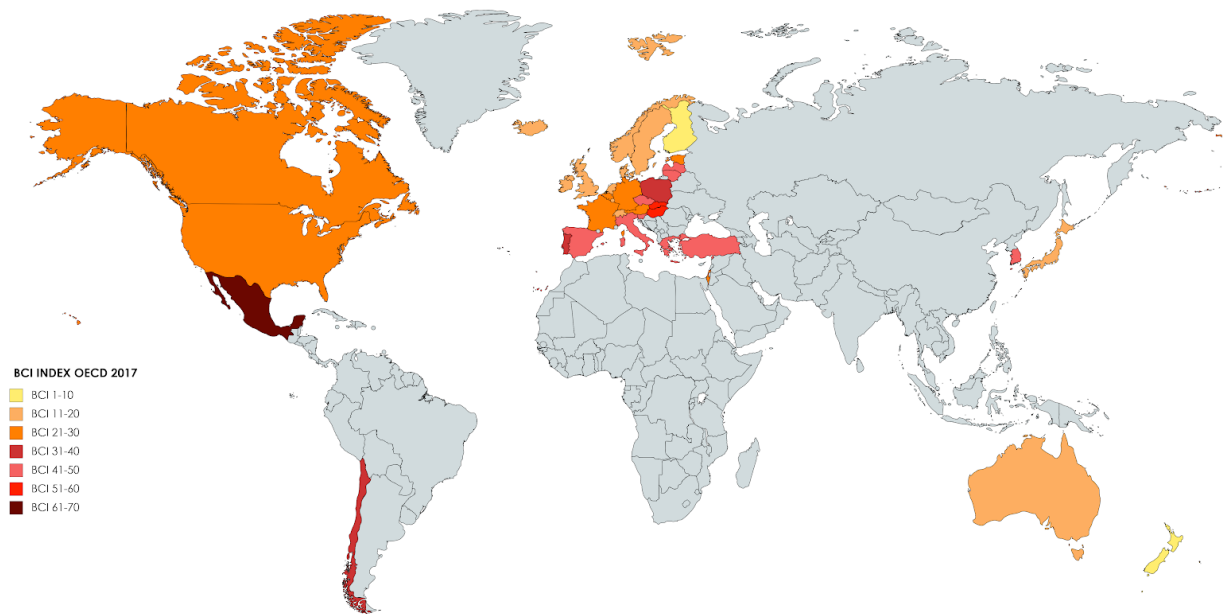 BCI INDEX OECD 2017
BCI 1-10
BCI 11-20
BCI 21-30
BCI 31-40
BCI 41-50
BCI 51-60
BCI 61-70